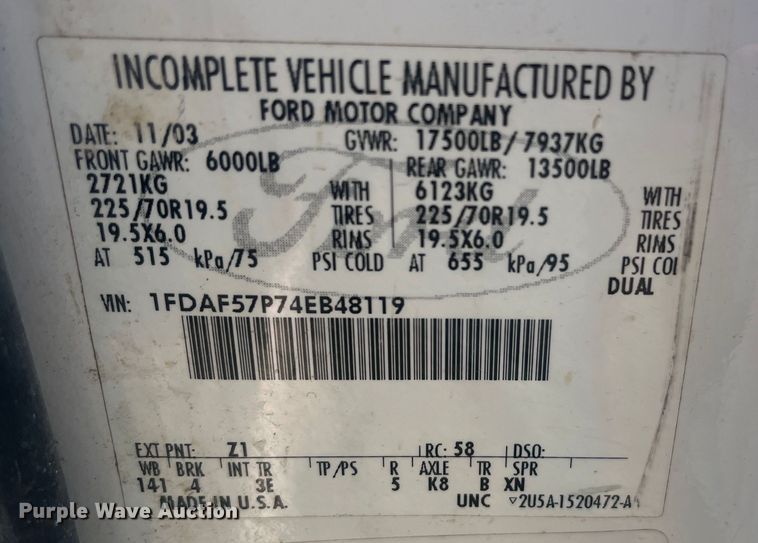 INCOMPLETE VEHICLE MANUFACTURED BY
FORD MOTOR COMPANY
DATE: 11/03 GVWR: 17500LB/7937KG
FRONT GAWR: 6000LB REAR GAWR: 13500LB
2721KG WITH 6123KG WITH
225/70R19.5 TIRES 225/70R19.5 TIRES
19.5X6.0 RIMS 19.5X6.0 RIMS
AT 515 kPa/75 PSI COLD AT 655 kPa/95 PSI COL
DUAL
Ford
VIN: 1FDAF57P74EB48119
EXT PNT: Z1 RC: 58 DSO:
WB BRK INT TR TP/PS R AXLE TR SPR
141 4 3E 5 K8 B XN
MADE IN U.S.A. UNC 2U5A-1520472-A
Purple Wave Auction